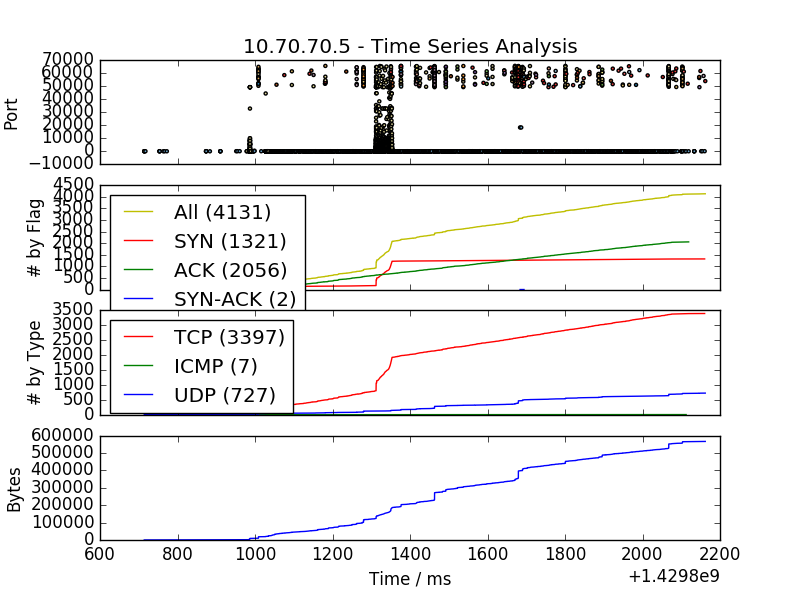 10.70.70.5 - Time Series Analysis
70000
60000
50000
40000
30000
20000
10000
0
−10000
Port
4500
4000
3500
3000
2500
2000
1500
1000
500
0
# by Flag
All (4131)
SYN (1321)
ACK (2056)
SYN-ACK (2)
3500
3000
2500
2000
1500
1000
500
0
# by Type
TCP (3397)
ICMP (7)
UDP (727)
600000
500000
400000
300000
200000
100000
0
Bytes
600 800 1000 1200 1400 1600 1800 2000 2200
Time / ms
+1.4298e9